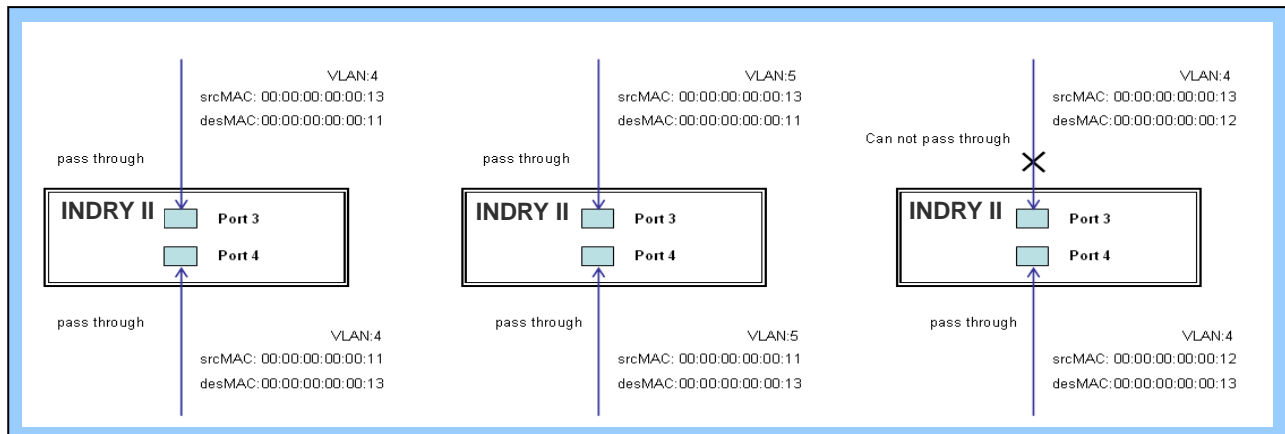 VLAN:4
srcMAC: 00:00:00:00:00:13
desMAC:00:00:00:00:00:11
pass through
INDRY II
Port 3
Port 4
pass through
VLAN:4
srcMAC: 00:00:00:00:00:11
desMAC:00:00:00:00:00:13
VLAN:5
srcMAC: 00:00:00:00:00:13
desMAC:00:00:00:00:00:11
pass through
INDRY II
Port 3
Port 4
pass through
VLAN:5
srcMAC: 00:00:00:00:00:11
desMAC:00:00:00:00:00:13
VLAN:4
srcMAC: 00:00:00:00:00:13
desMAC:00:00:00:00:00:12
Can not pass through
INDRY II
Port 3
Port 4
pass through
VLAN:4
srcMAC: 00:00:00:00:00:12
desMAC:00:00:00:00:00:13